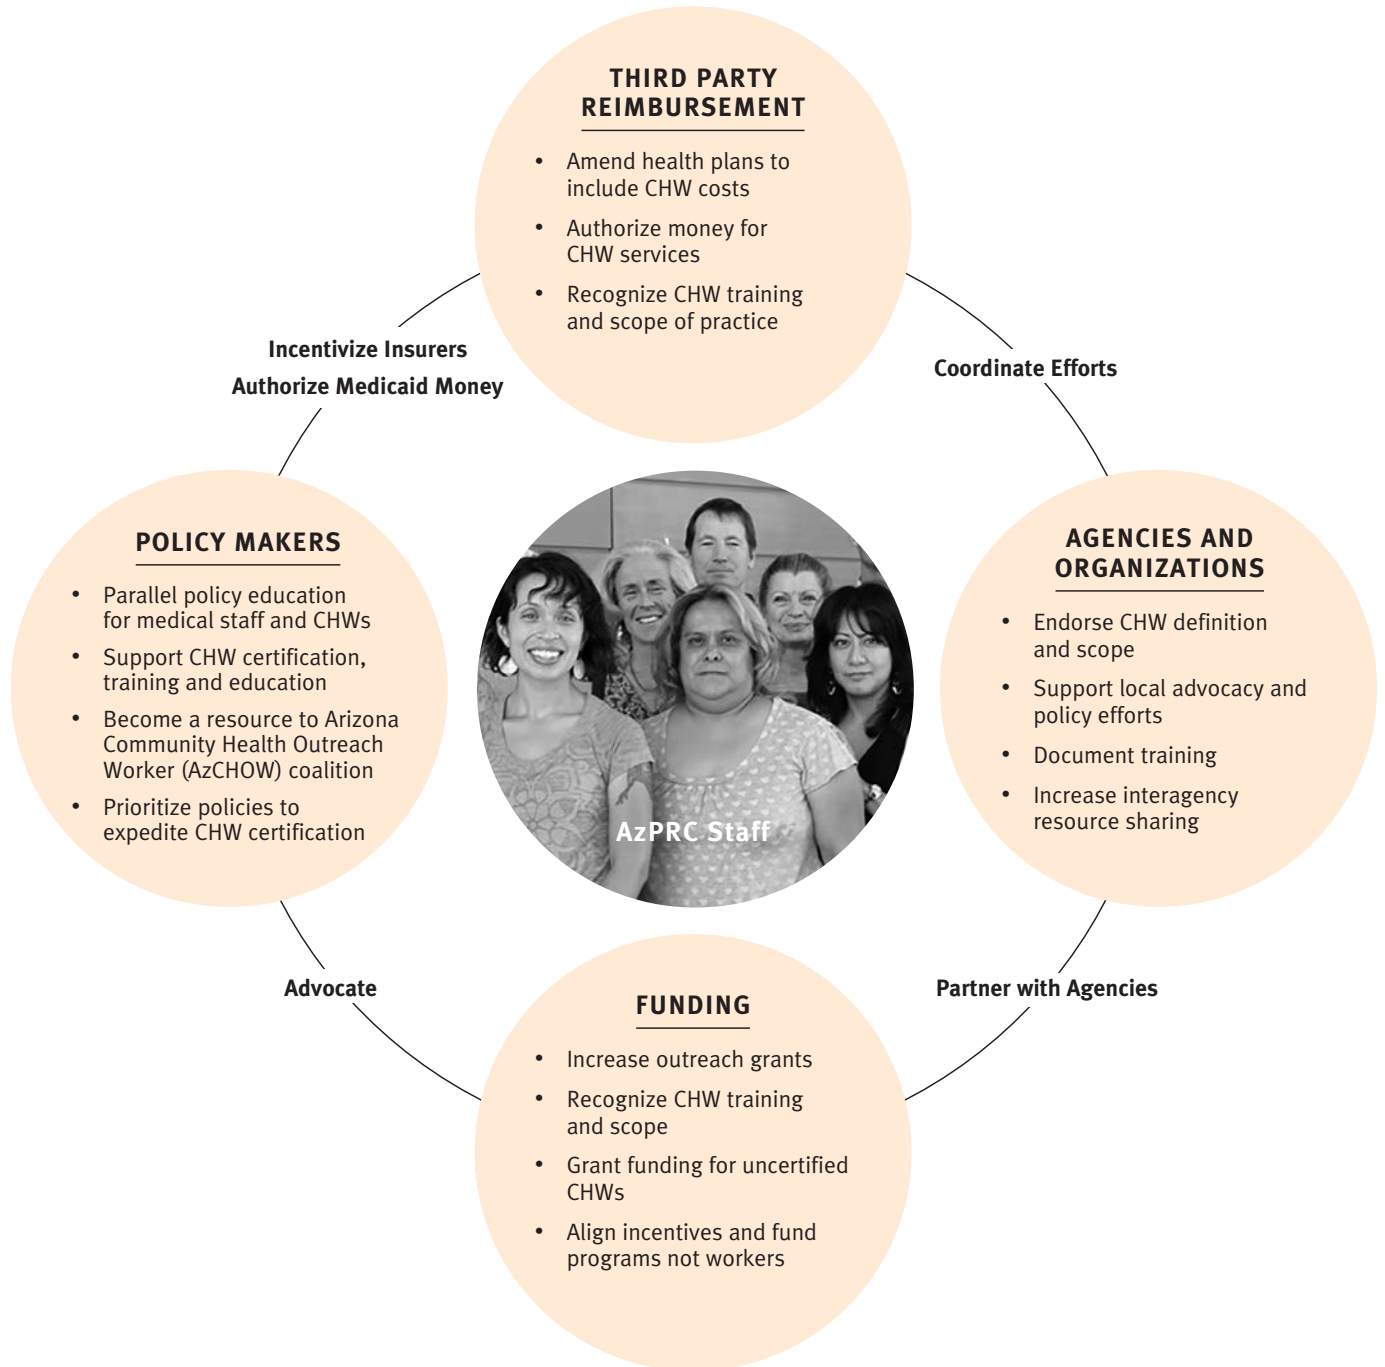 THIRD PARTY
REIMBURSEMENT
• Amend health plans to
include CHW costs
• Authorize money for
CHW services
• Recognize CHW training
and scope of practice
Incentivize Insurers
Authorize Medicaid Money
Coordinate Efforts
POLICY MAKERS
• Parallel policy education
for medical staff and CHWs
• Support CHW certification,
training and education
• Become a resource to Arizona
Community Health Outreach
Worker (AzCHOW) coalition
• Prioritize policies to
expedite CHW certification
AzPRC Staff
AGENCIES AND
ORGANIZATIONS
• Endorse CHW definition
and scope
• Support local advocacy and
policy efforts
• Document training
• Increase interagency
resource sharing
Advocate
Partner with Agencies
FUNDING
• Increase outreach grants
• Recognize CHW training
and scope
• Grant funding for uncertified
CHWs
• Align incentives and fund
programs not workers